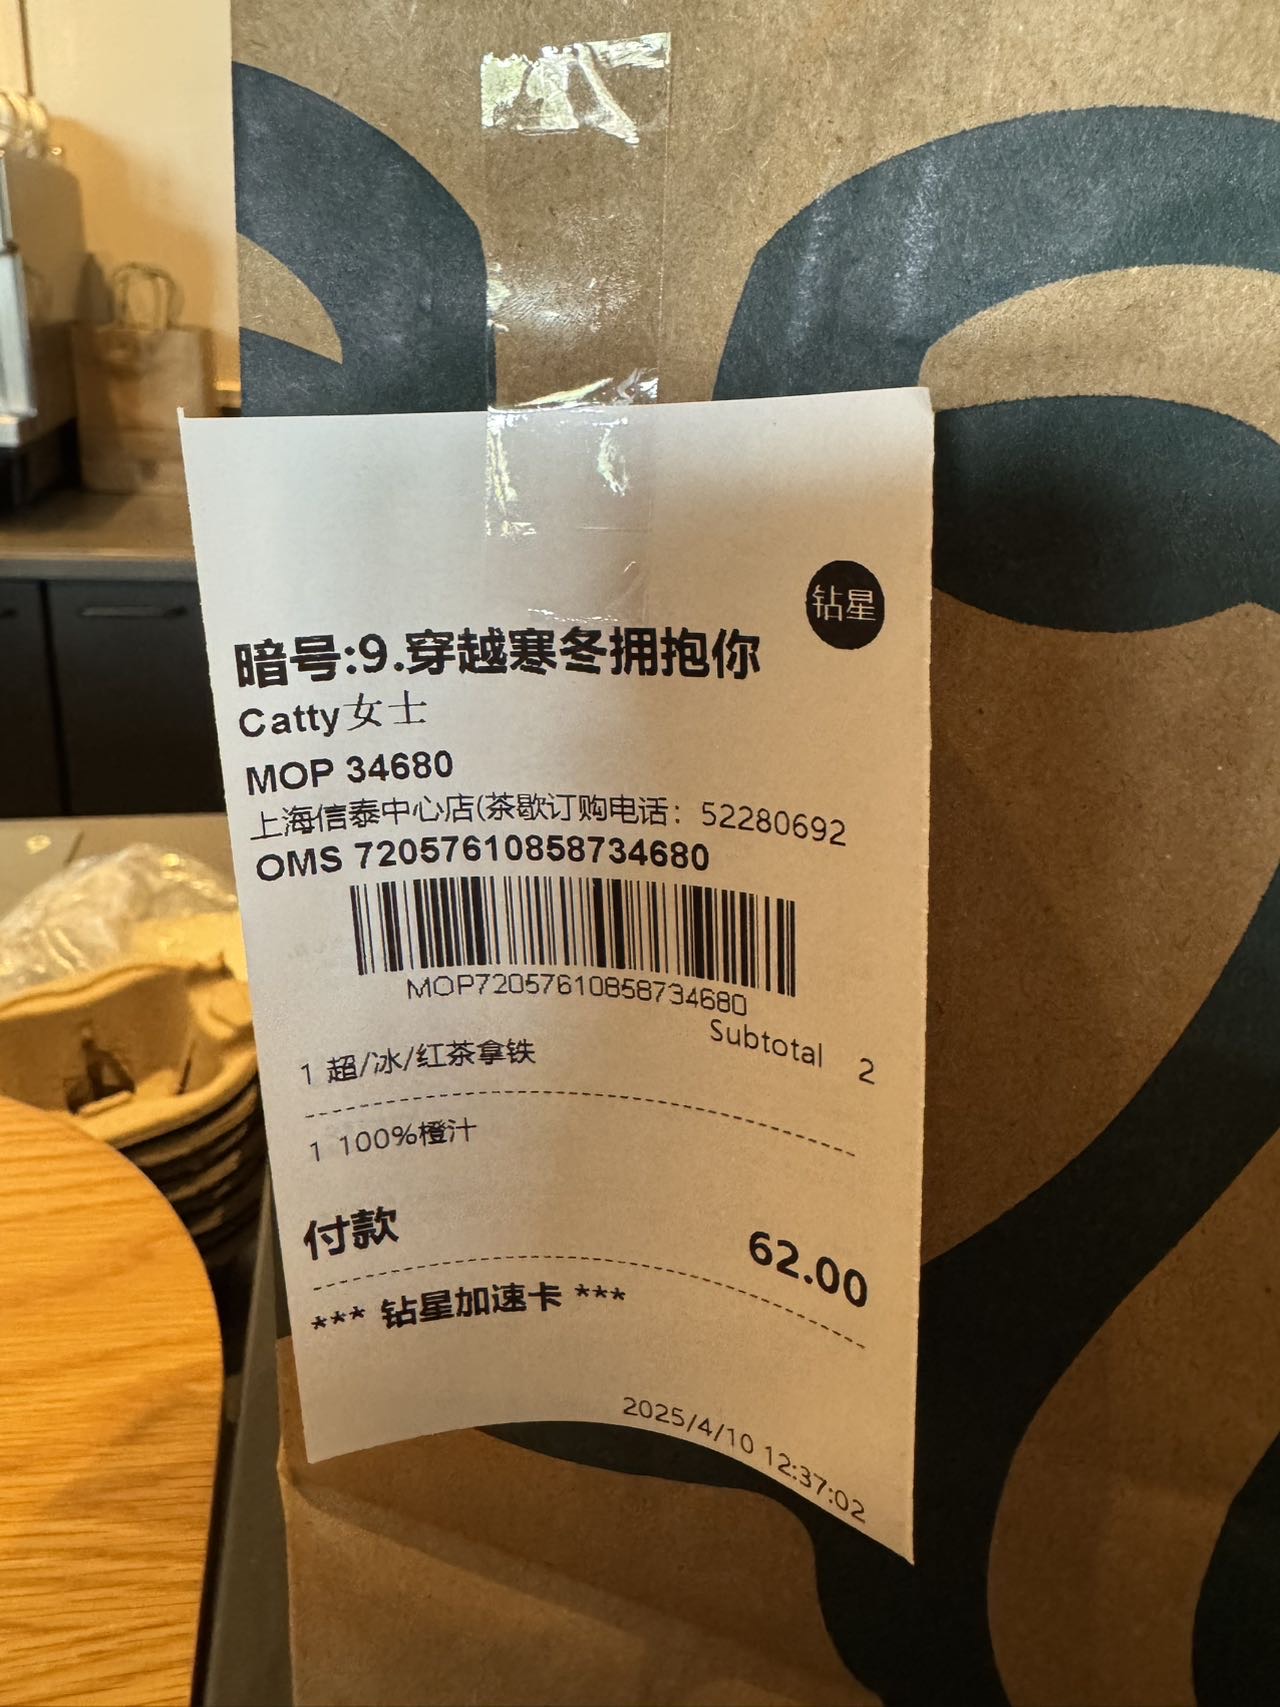 钻星
暗号:9.穿越寒冬拥抱你
Catty女士
MOP 34680
上海信泰中心店(茶歇订购电话：52280692
OMS 72057610858734680
MOP72057610858734680
Subtotal 2
1 超/冰/红茶拿铁
1 100%橙汁
付款 62.00
*** 钻星加速卡 ***
2025/4/10 12:37:02